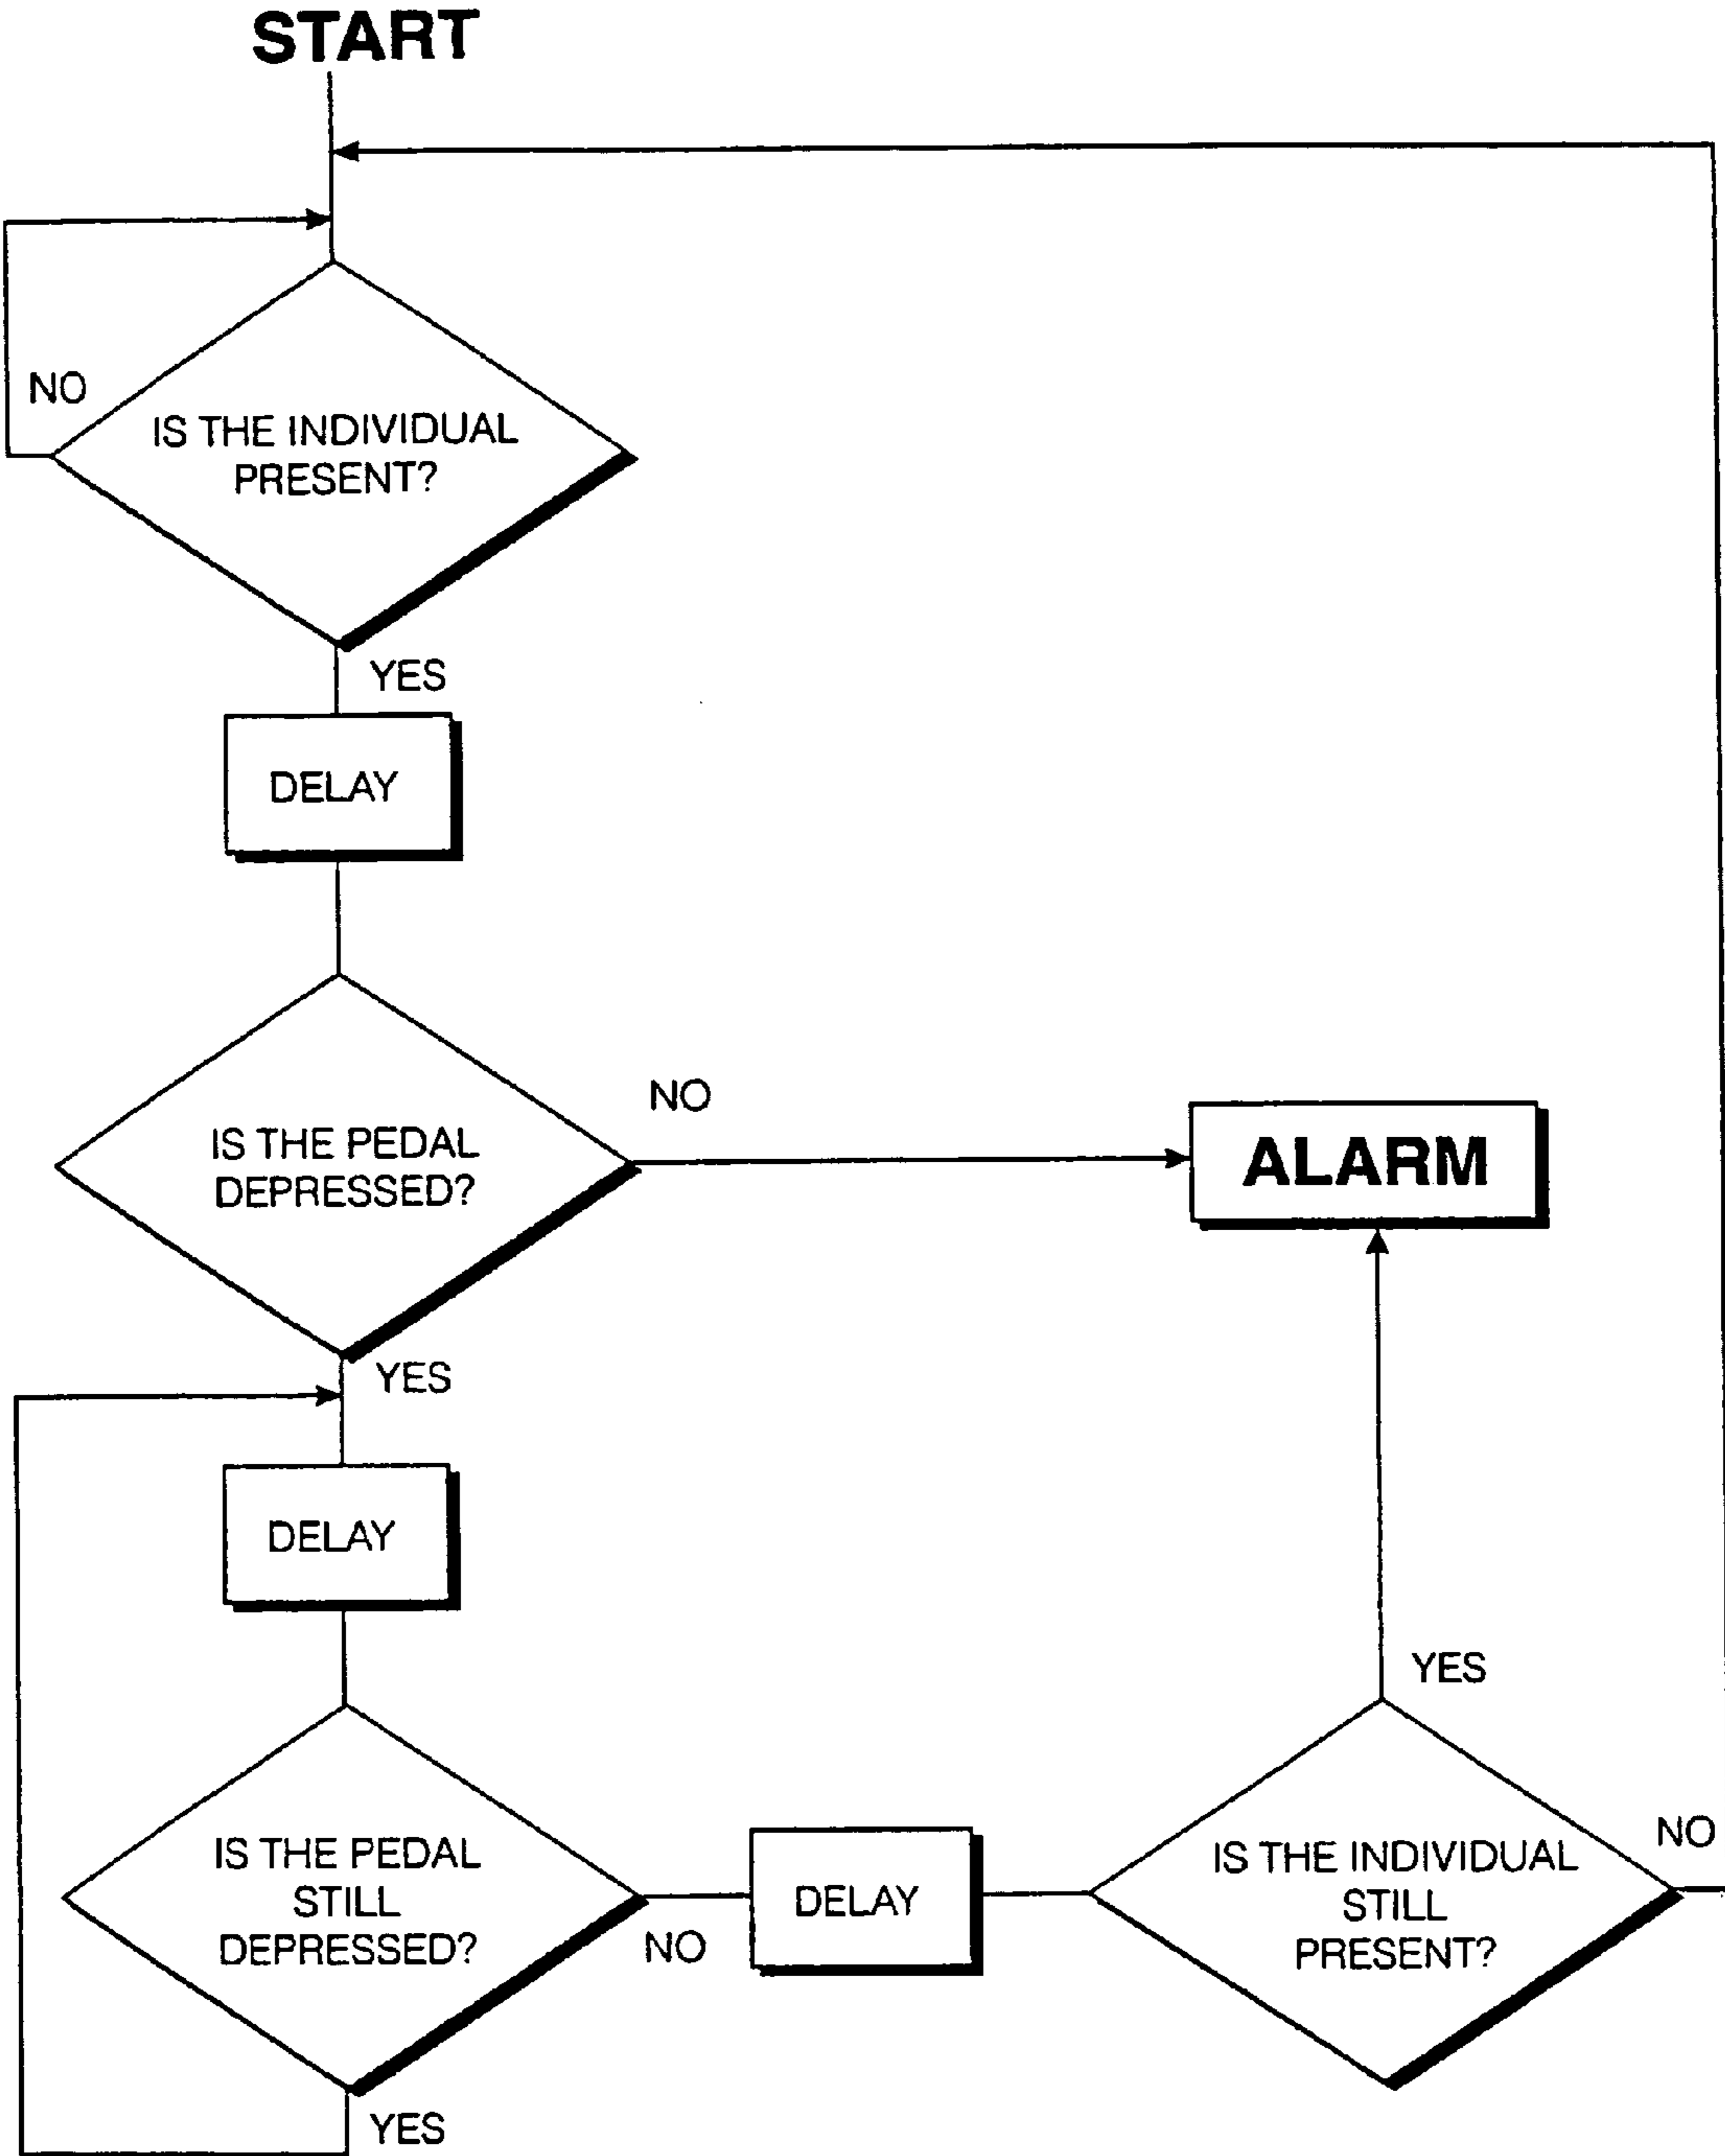 START
NO
IS THE INDIVIDUAL
PRESENT?
YES
DELAY
IS THE PEDAL
DEPRESSED?
NO
ALARM
YES
DELAY
IS THE PEDAL
STILL
DEPRESSED?
NO
YES
DELAY
IS THE INDIVIDUAL
STILL
PRESENT?
YES
NO